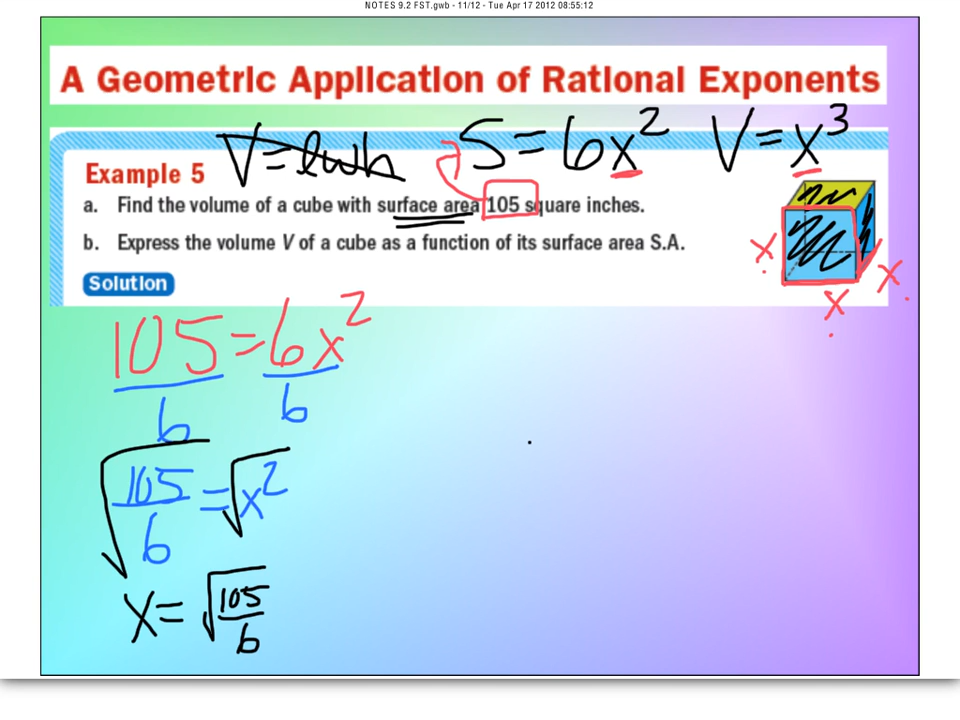 NOTES 9.2 FST.gwb - 11/12 - Tue Apr 17 2012 08:55:12
A Geometric Application of Rational Exponents
V=lwh S=6x² V=x³
Example 5
a. Find the volume of a cube with surface area 105 square inches.
b. Express the volume V of a cube as a function of its surface area S.A.
Solution
x x x
105=6x²
6 6
√105/6 = √x²
x = √105/6